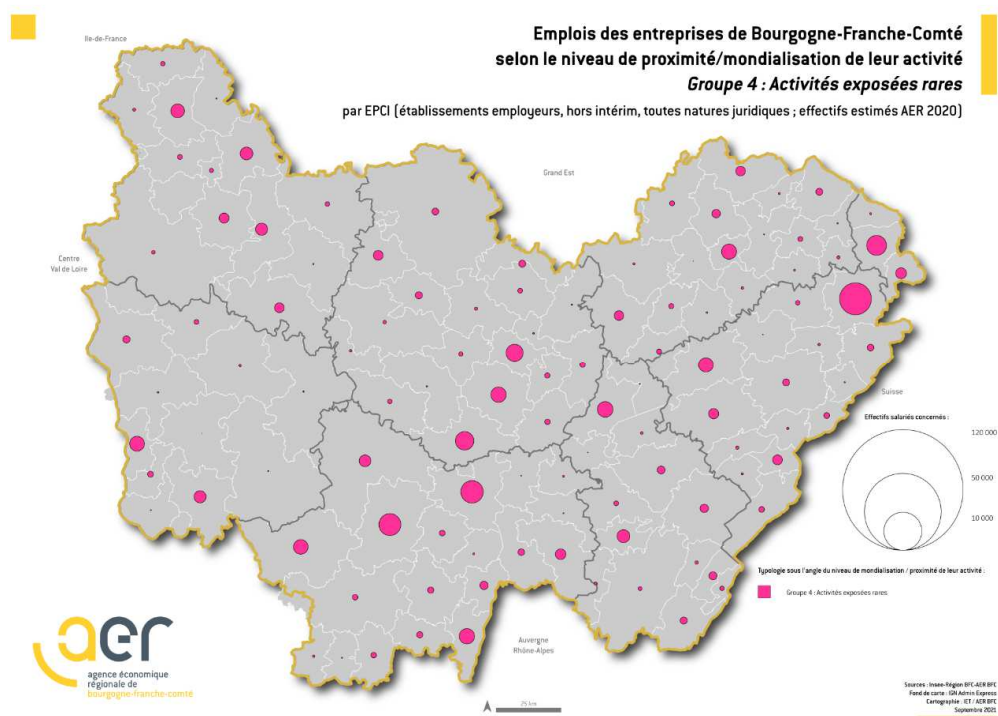 Emplois des entreprises de Bourgogne-Franche-Comté
selon le niveau de proximité/mondialisation de leur activité
Groupe 4 : Activités exposées rares
par EPCI (établissements employeurs, hors intérim, toutes natures juridiques ; effectifs estimés AER 2020)
Ile-de-France
Grand Est
Centre
Val de Loire
Suisse
Effectifs salariés concernés :
120 000
50 000
10 000
Typologie sous l'angle du niveau de mondialisation / proximité de leur activité :
Groupe 4 : Activités exposées rares
Auvergne
Rhône-Alpes
aer
agence économique
régionale de
bourgogne-franche-comté
25 km
Sources : Insee-Région BFC-AER BFC
Fond de carte : IGN Admin Express
Cartographie : IET / AER BFC
Septembre 2021